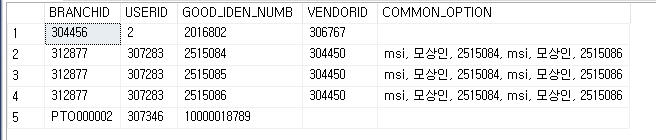 BRANCHID USERID GOOD_IDEN_NUMB VENDORID COMMON_OPTION
1 304456 2 2016802 306767
2 312877 307283 2515084 304450 msi, 모상인, 2515084, msi, 모상인, 2515086
3 312877 307283 2515085 304450 msi, 모상인, 2515084, msi, 모상인, 2515086
4 312877 307283 2515086 304450 msi, 모상인, 2515084, msi, 모상인, 2515086
5 PTO000002 307346 10000018789